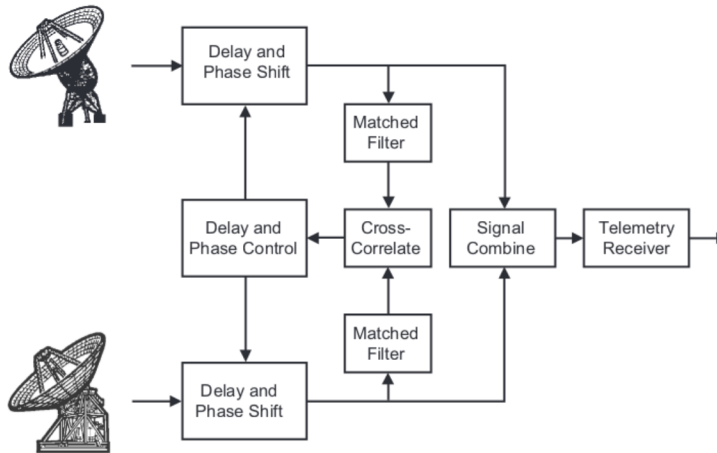 Delay and
Phase Shift
Matched
Filter
Delay and
Phase Control
Cross-
Correlate
Signal
Combine
Telemetry
Receiver
Matched
Filter
Delay and
Phase Shift